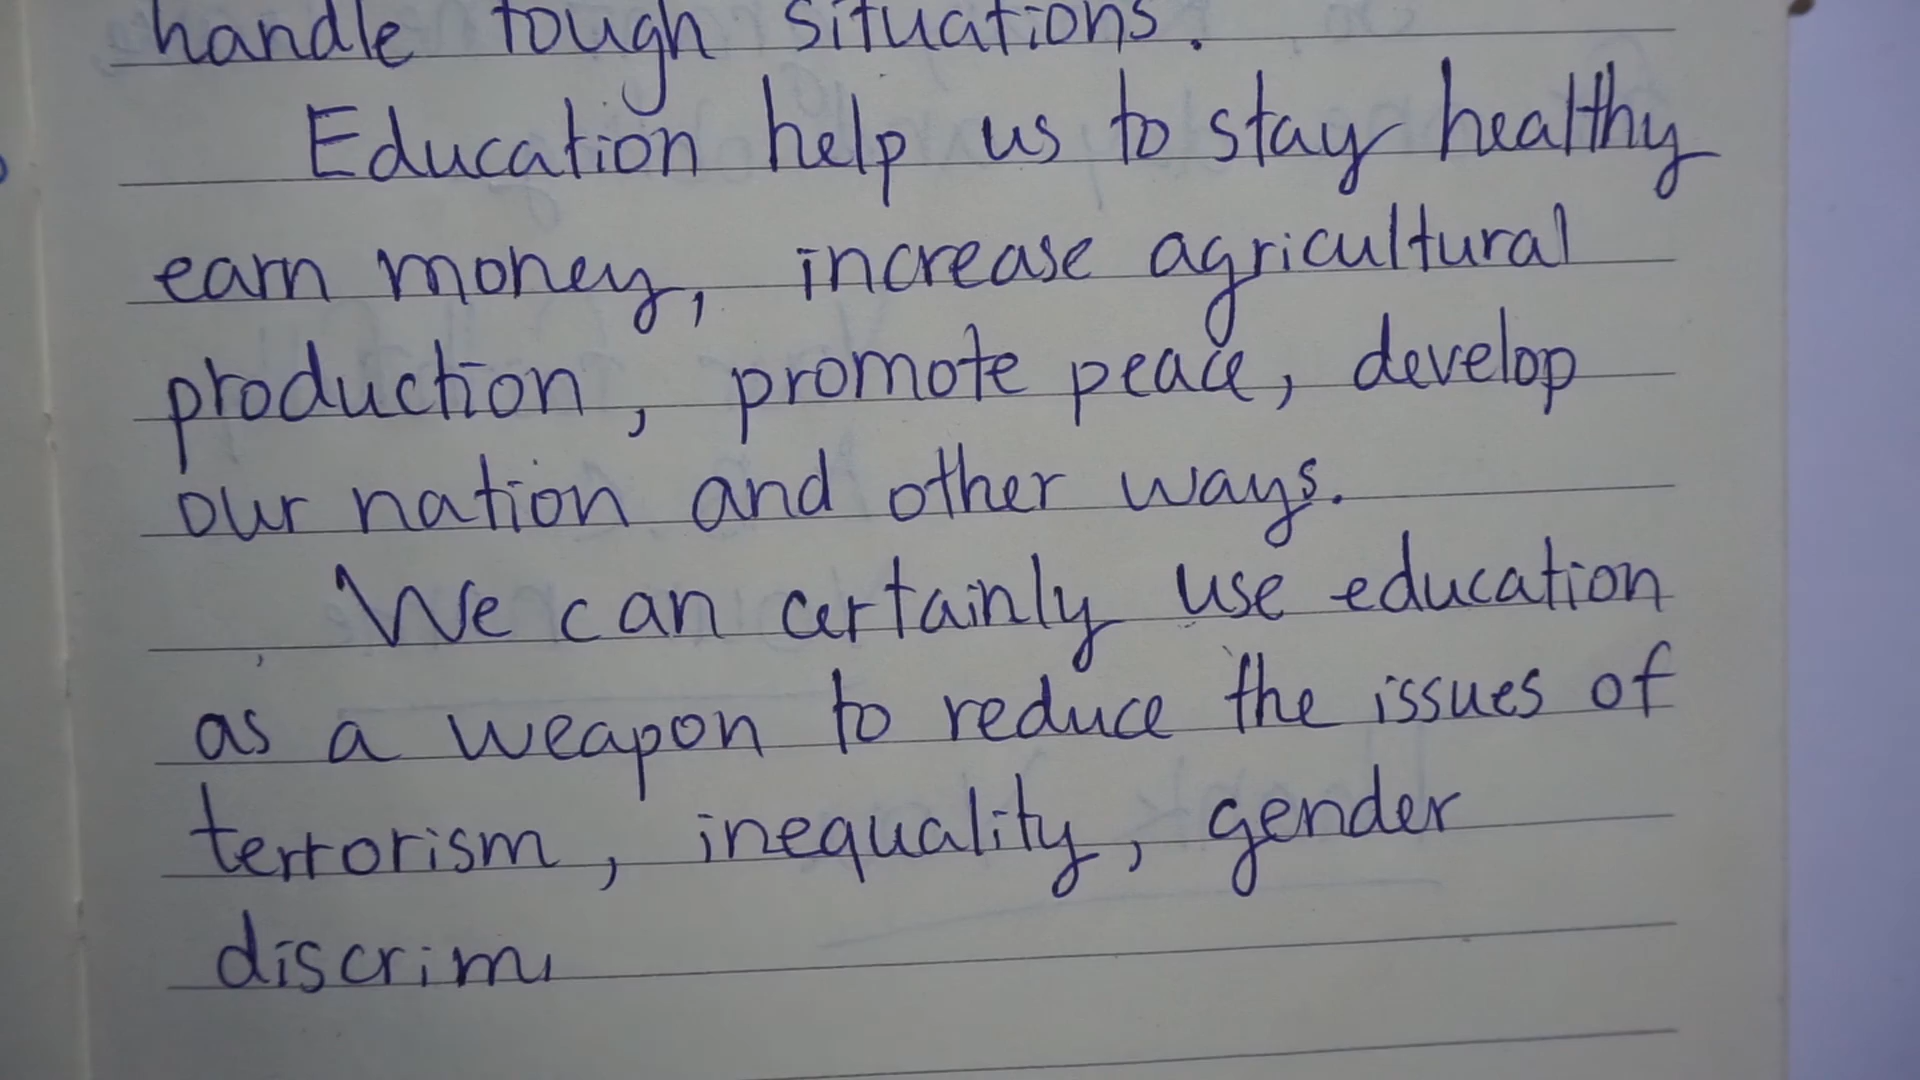 handle tough situations.
Education help us to stay healthy
earn money, increase agricultural
production, promote peace, develop
our nation and other ways.
We can certainly use education
as a weapon to reduce the issues of
terrorism, inequality, gender
discrimi